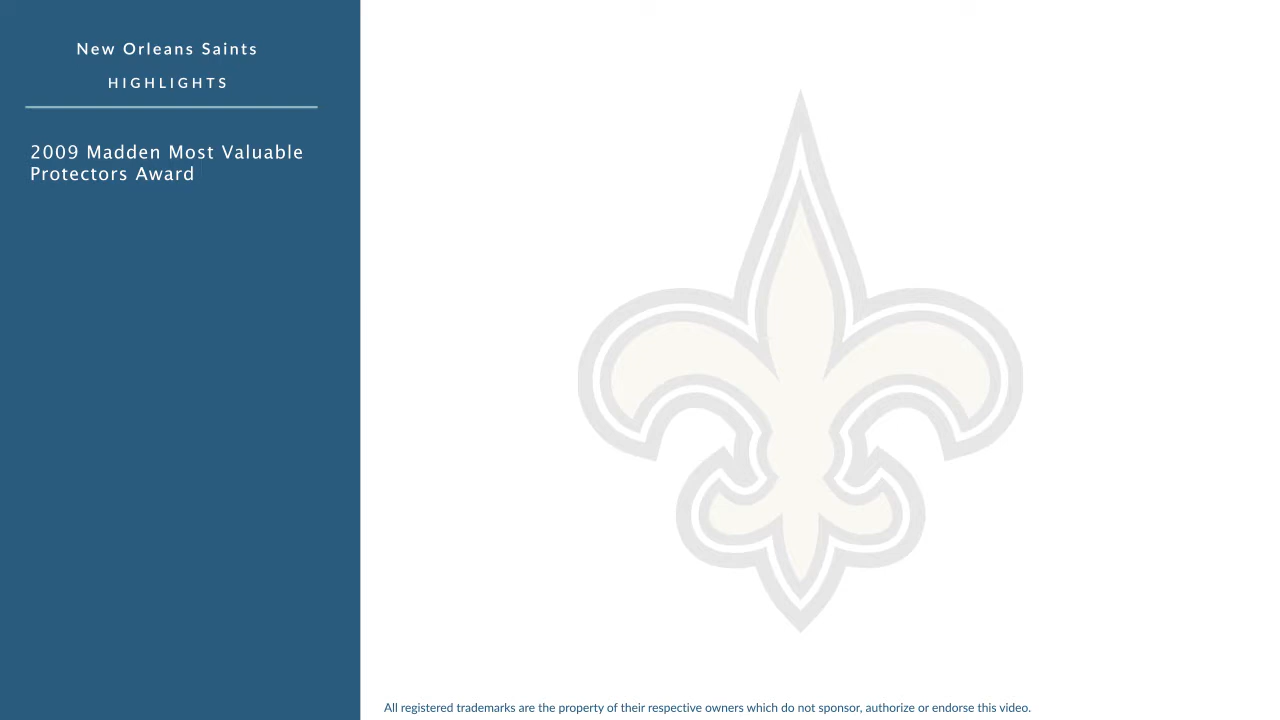 New Orleans Saints
HIGHLIGHTS
2009 Madden Most Valuable
Protectors Award
All registered trademarks are the property of their respective owners which do not sponsor, authorize or endorse this video.